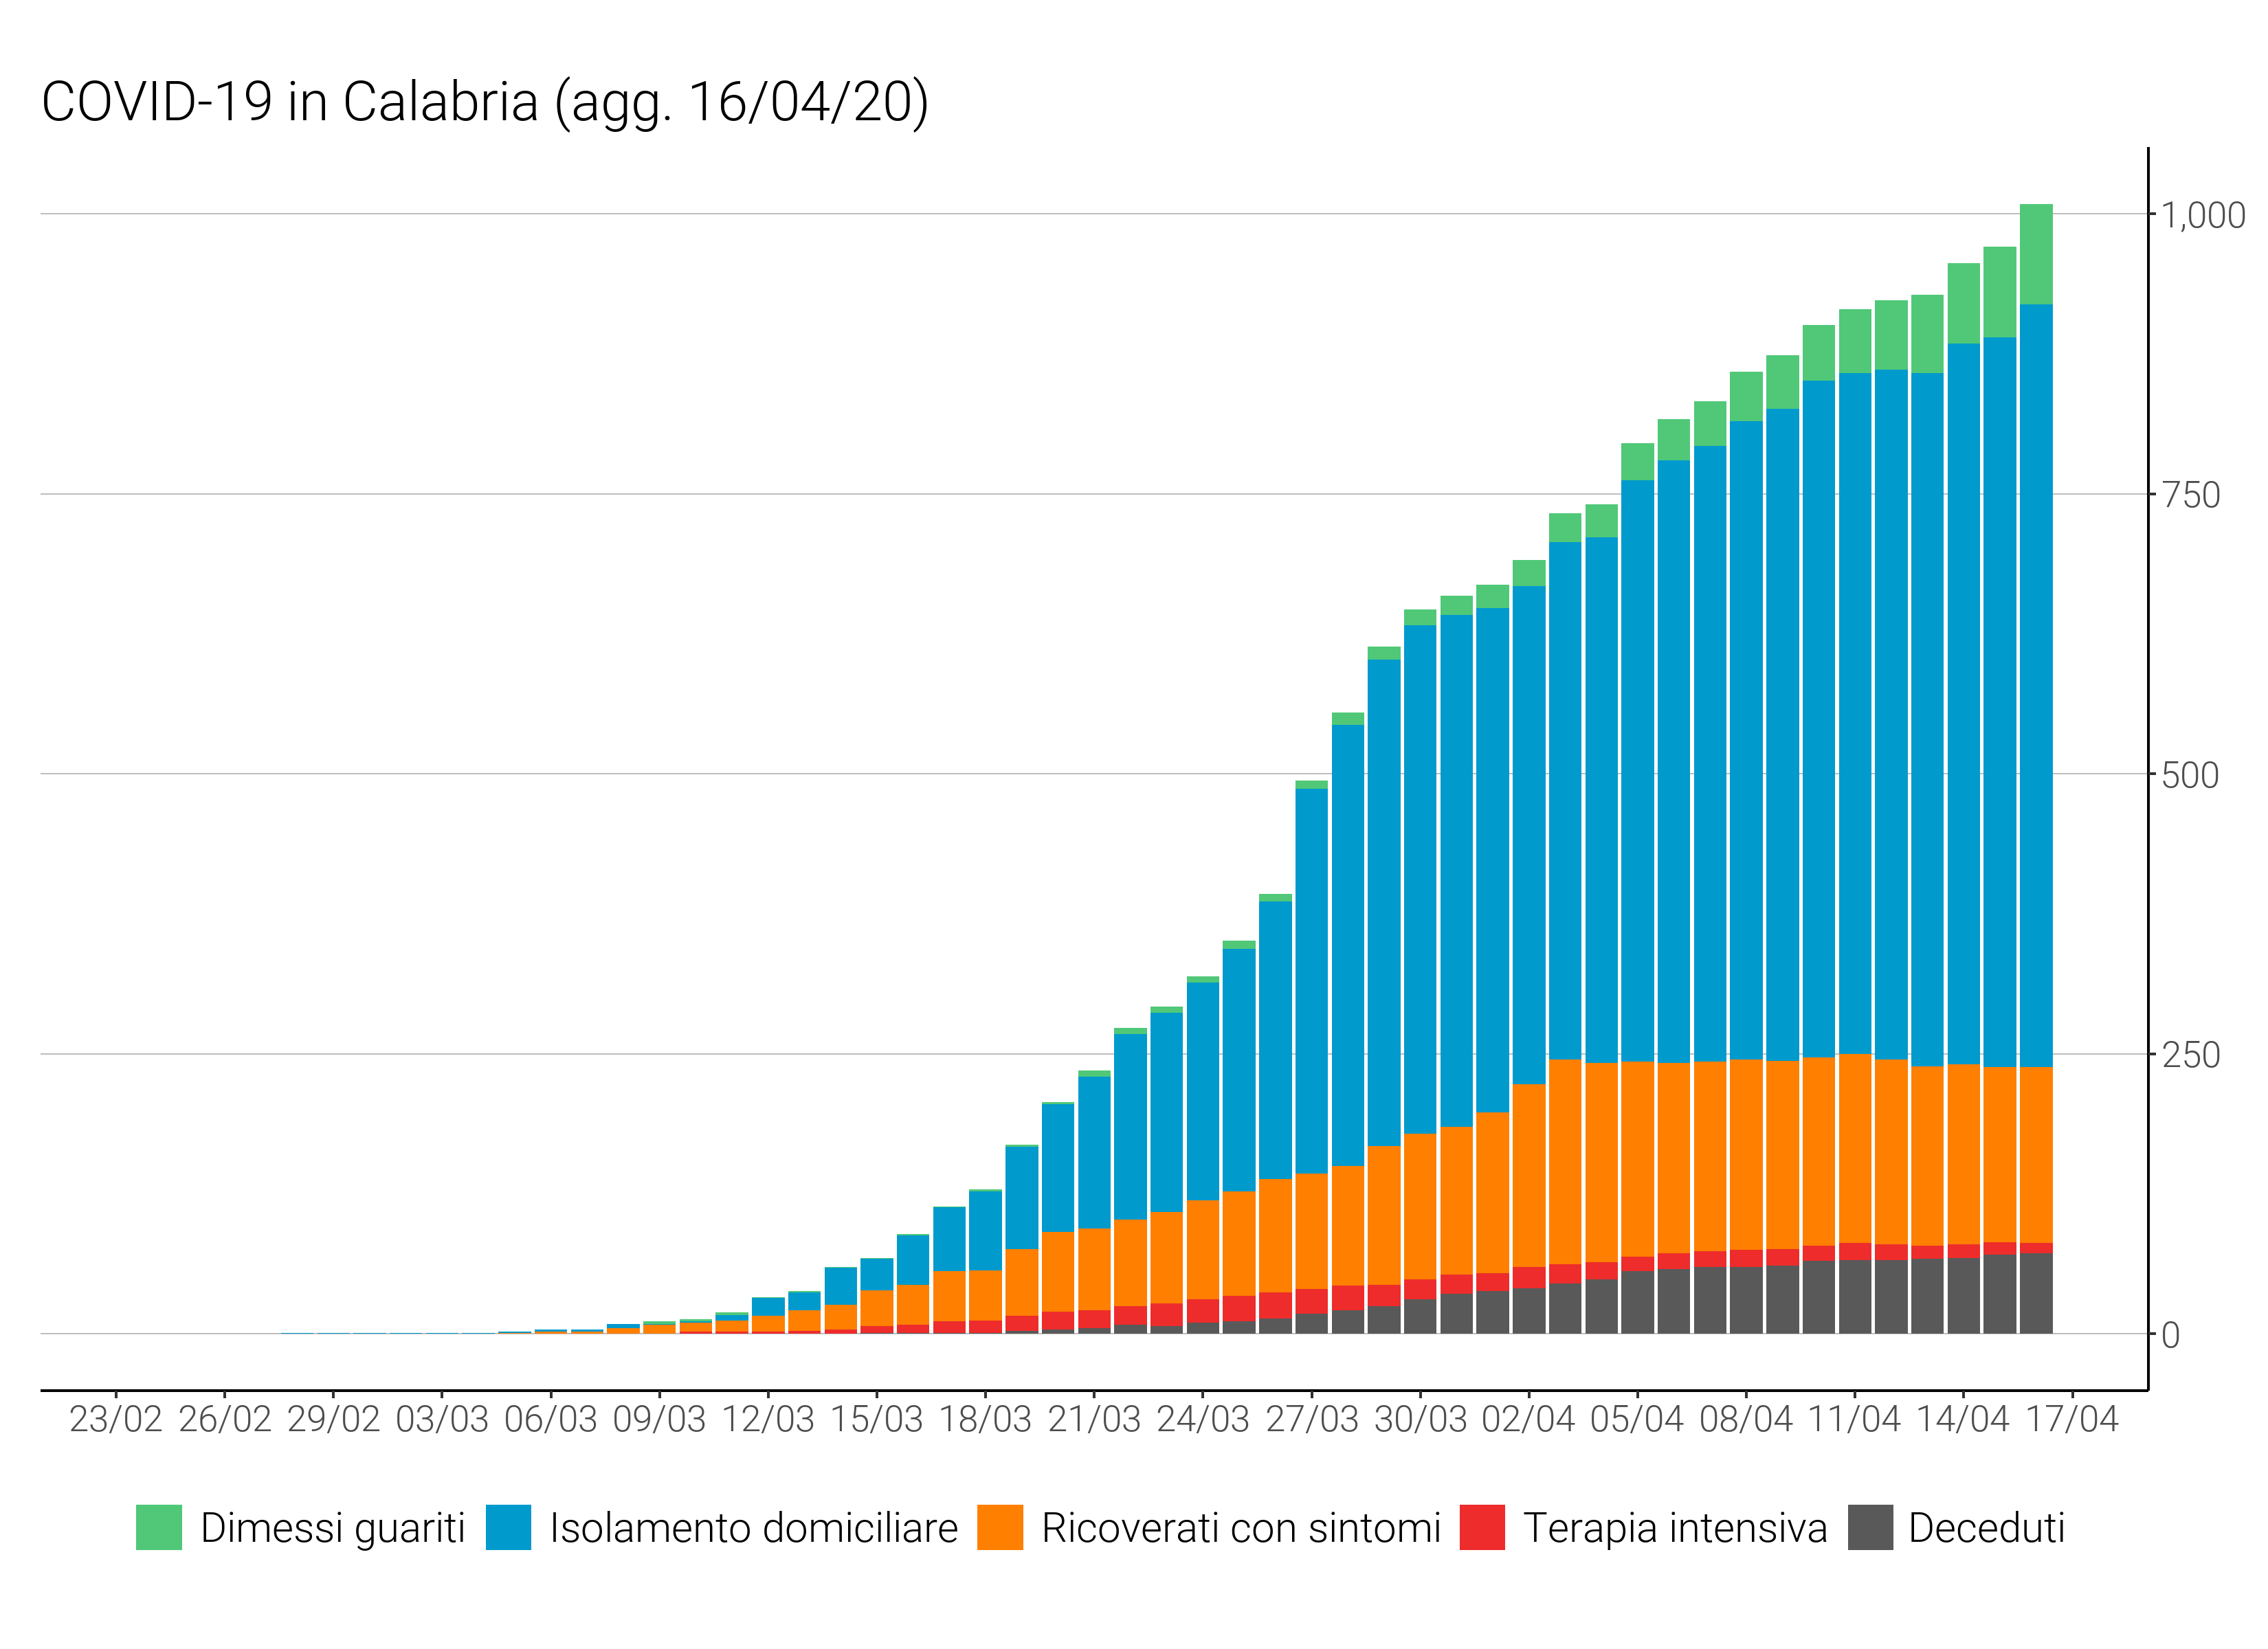 COVID-19 in Calabria (agg. 16/04/20)
1,000
750
500
250
0
23/02 26/02 29/02 03/03 06/03 09/03 12/03 15/03 18/03 21/03 24/03 27/03 30/03 02/04 05/04 08/04 11/04 14/04 17/04
Dimessi guariti Isolamento domiciliare Ricoverati con sintomi Terapia intensiva Deceduti